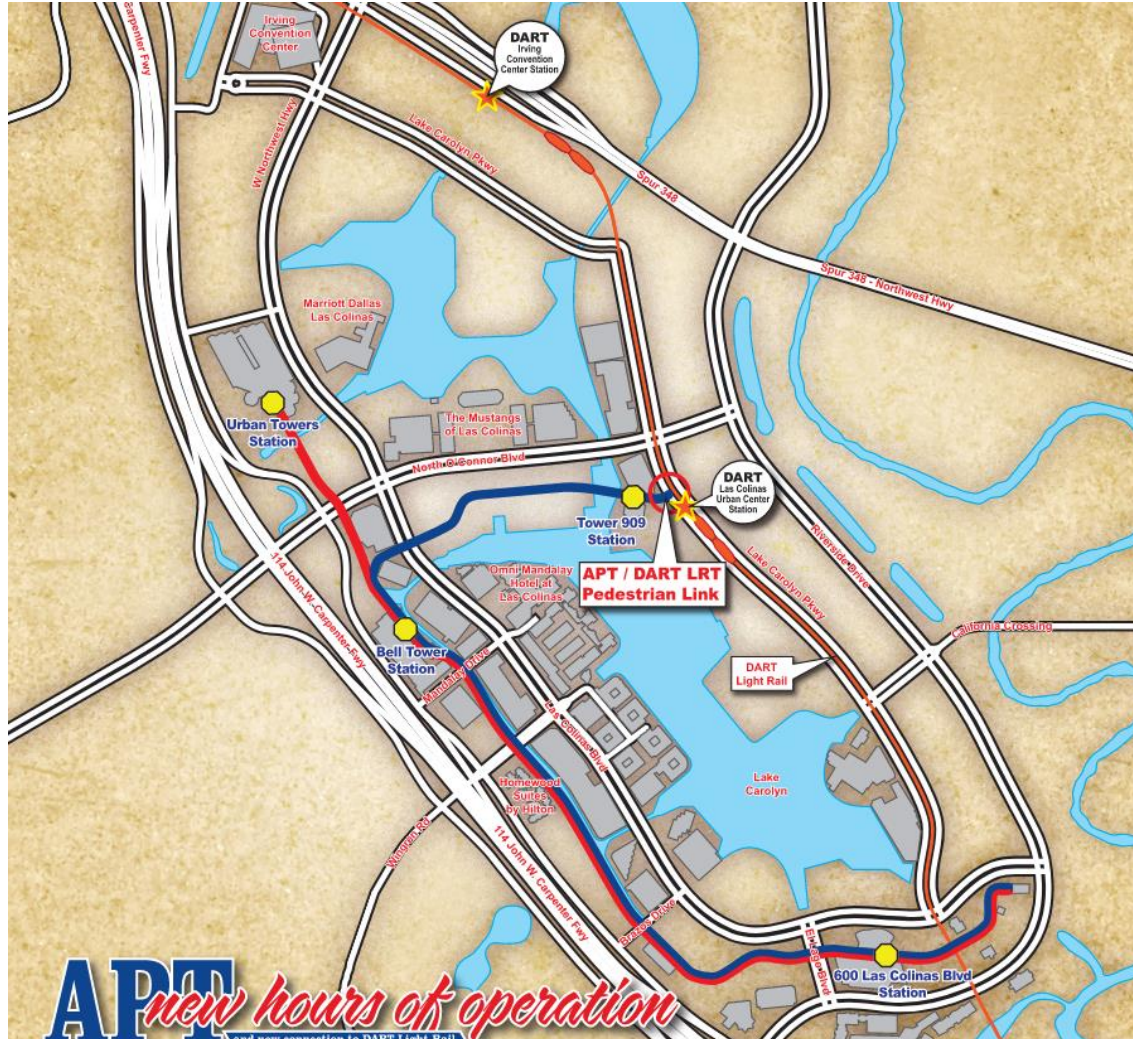 Carpenter Fwy
Irving
Convention
Center
DART
Irving
Convention
Center Station
W Northwest Hwy
Lake Carolyn Pkwy
Spur 348
Spur 348 - Northwest Hwy
Marriott Dallas
Las Colinas
Urban Towers
Station
The Mustangs
of Las Colinas
North O'Connor Blvd
DART
Las Colinas
Urban Center
Station
Tower 909
Station
APT / DART LRT
Pedestrian Link
Omni Mandalay
Hotel at
Las Colinas
Lake Carolyn Pkwy
Riverside Drive
114 John W. Carpenter Fwy
California Crossing
Bell Tower
Station
Mandalay Drive
DART
Light Rail
Las Colinas Blvd
Lake
Carolyn
Homewood
Suites
by Hilton
Wingren Rd
114 John W. Carpenter Fwy
Brazos Drive
El Lago Blvd
600 Las Colinas Blvd
Station
APT
new hours of operation
and new connection to DART Light Rail